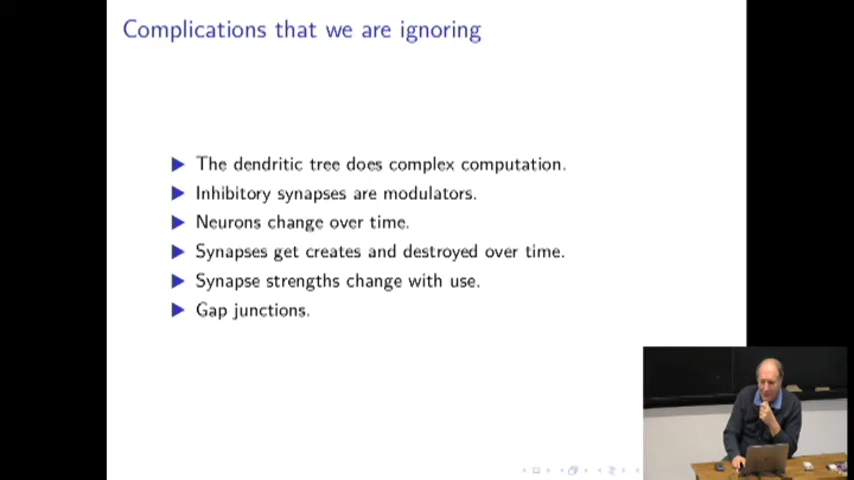 Complications that we are ignoring
The dendritic tree does complex computation.
Inhibitory synapses are modulators.
Neurons change over time.
Synapses get creates and destroyed over time.
Synapse strengths change with use.
Gap junctions.